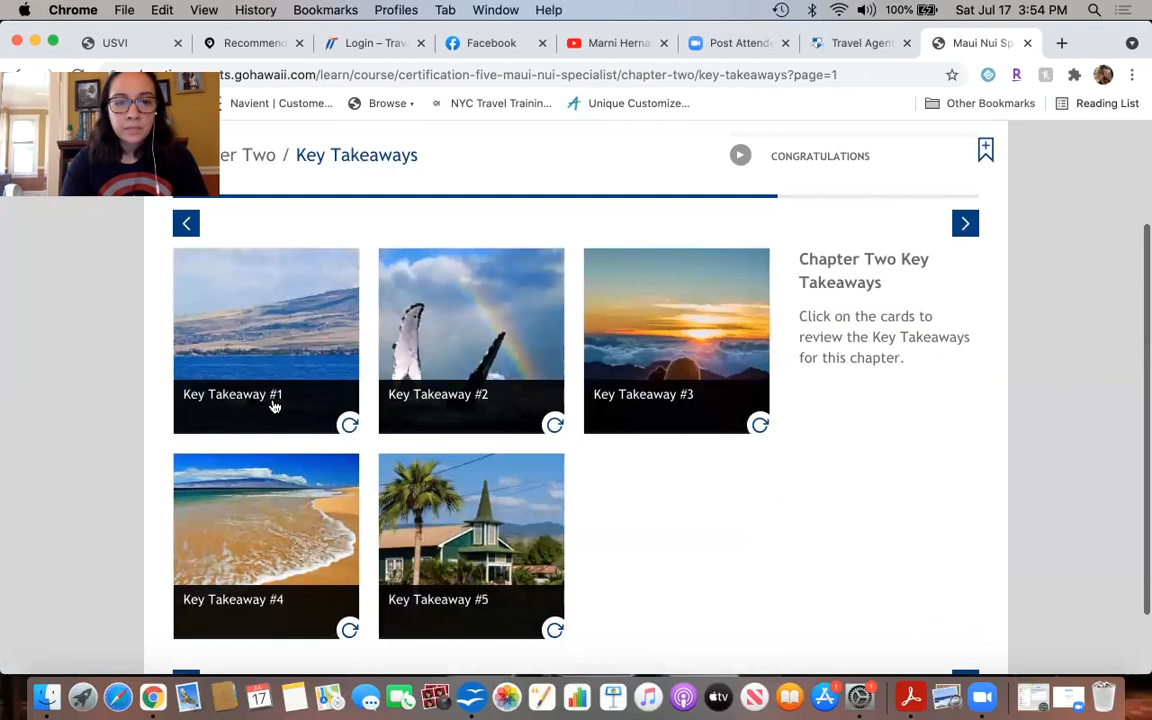 Chrome File Edit View History Bookmarks Profiles Tab Window Help 100% Sat Jul 17 3:54 PM
USVI Recommend Login – Trav Facebook Marni Herna Post Attende Travel Agent Maui Nui Sp
ts.gohawaii.com/learn/course/certification-five-maui-nui-specialist/chapter-two/key-takeaways?page=1
Navient | Custome... Browse NYC Travel Training... Unique Customize... Other Bookmarks Reading List
er Two / Key Takeaways
CONGRATULATIONS
Key Takeaway #1
Key Takeaway #2
Key Takeaway #3
Chapter Two Key
Takeaways
Click on the cards to
review the Key Takeaways
for this chapter.
Key Takeaway #4
Key Takeaway #5